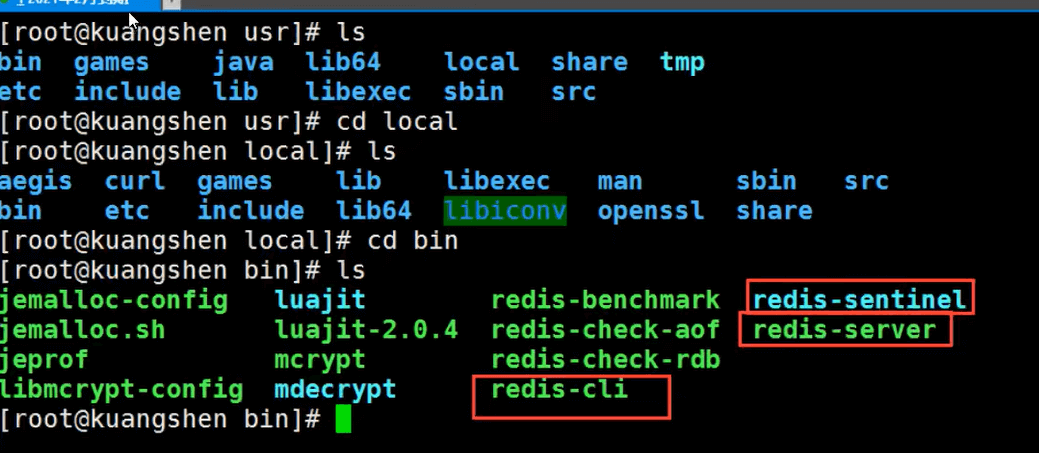 [root@kuangshen usr]# ls
bin games java lib64 local share tmp
etc include lib libexec sbin src
[root@kuangshen usr]# cd local
[root@kuangshen local]# ls
aegis curl games lib libexec man sbin src
bin etc include lib64 libiconv openssl share
[root@kuangshen local]# cd bin
[root@kuangshen bin]# ls
jemalloc-config luajit redis-benchmark redis-sentinel
jemalloc.sh luajit-2.0.4 redis-check-aof redis-server
jeprof mcrypt redis-check-rdb
libmcrypt-config mdecrypt redis-cli
[root@kuangshen bin]#